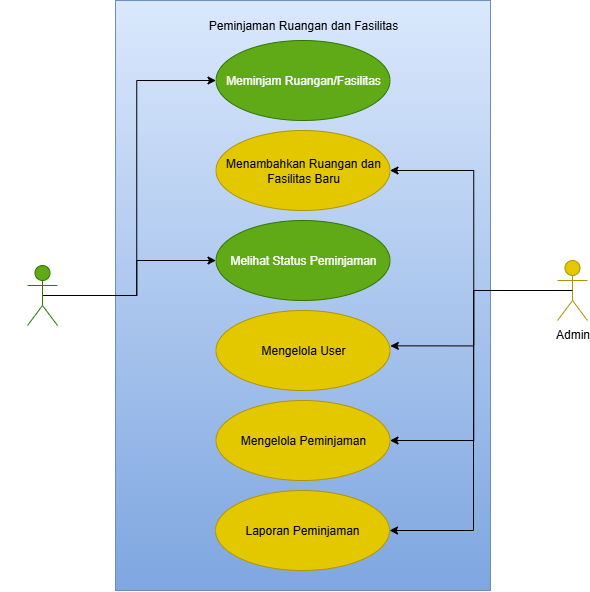 Peminjaman Ruangan dan Fasilitas
Meminjam Ruangan/Fasilitas
Menambahkan Ruangan dan
Fasilitas Baru
Melihat Status Peminjaman
Mengelola User
Admin
Mengelola Peminjaman
Laporan Peminjaman